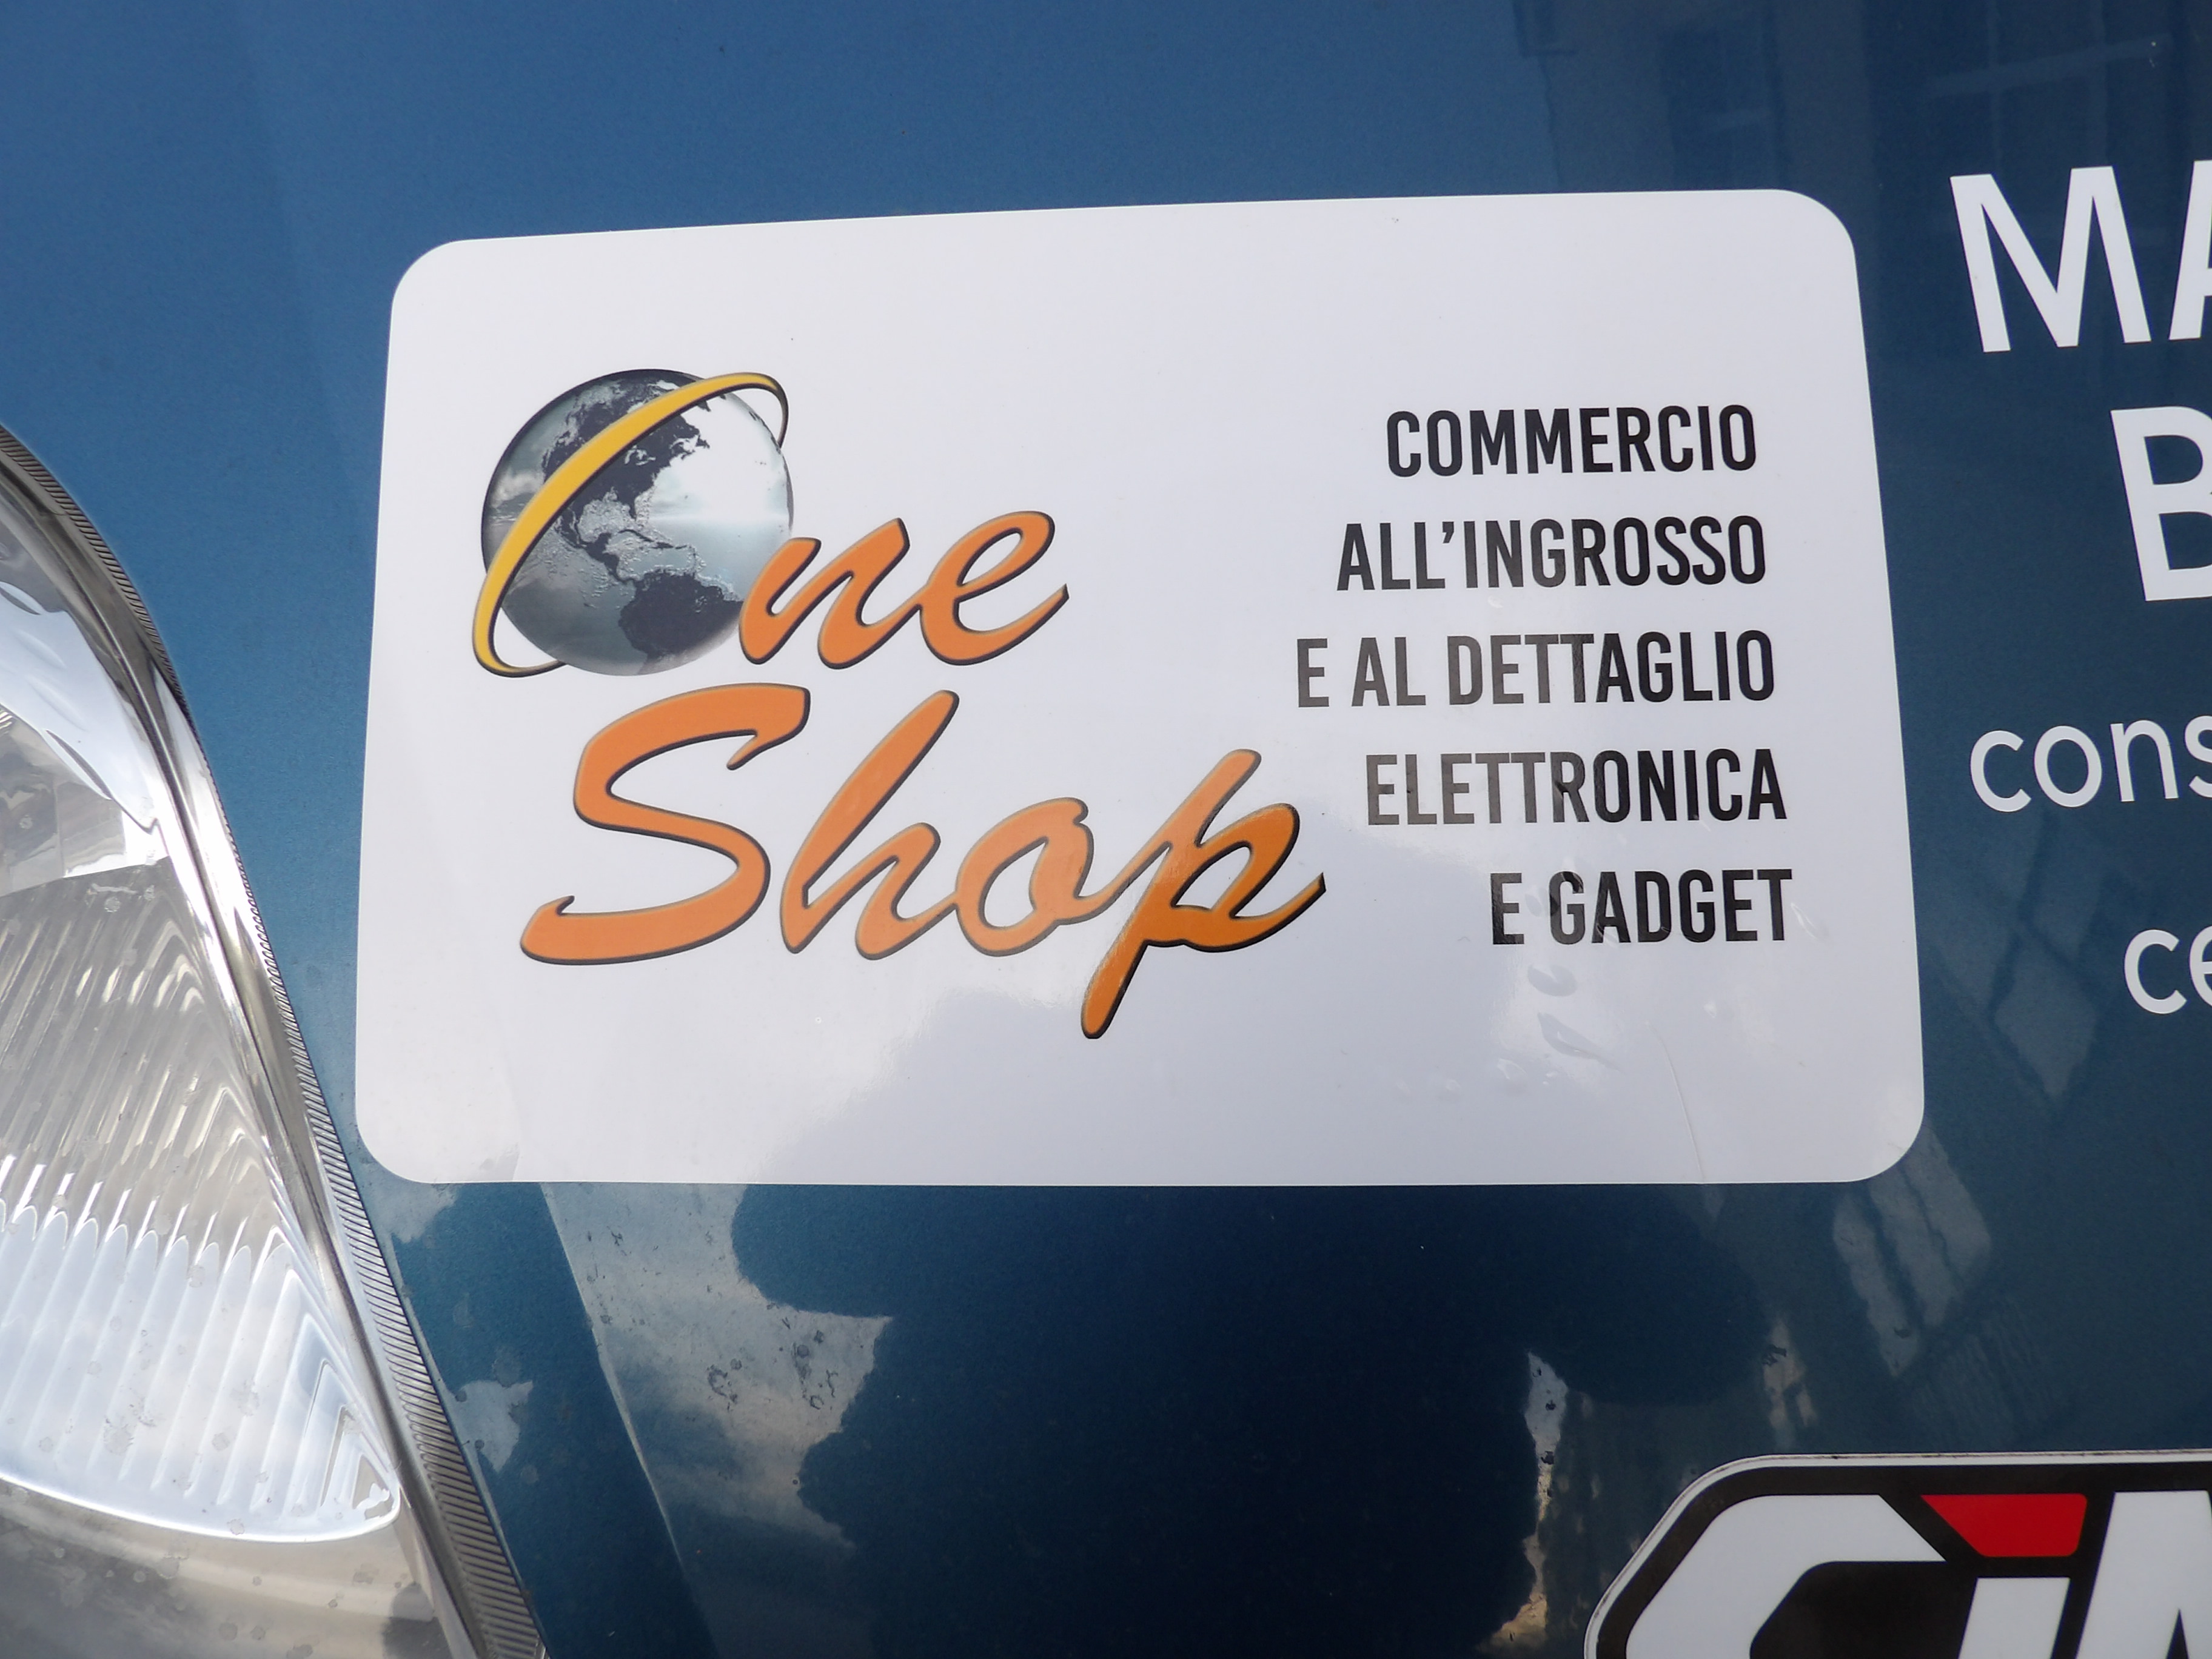 One
Shop
COMMERCIO
ALL'INGROSSO
E AL DETTAGLIO
ELETTRONICA
E GADGET